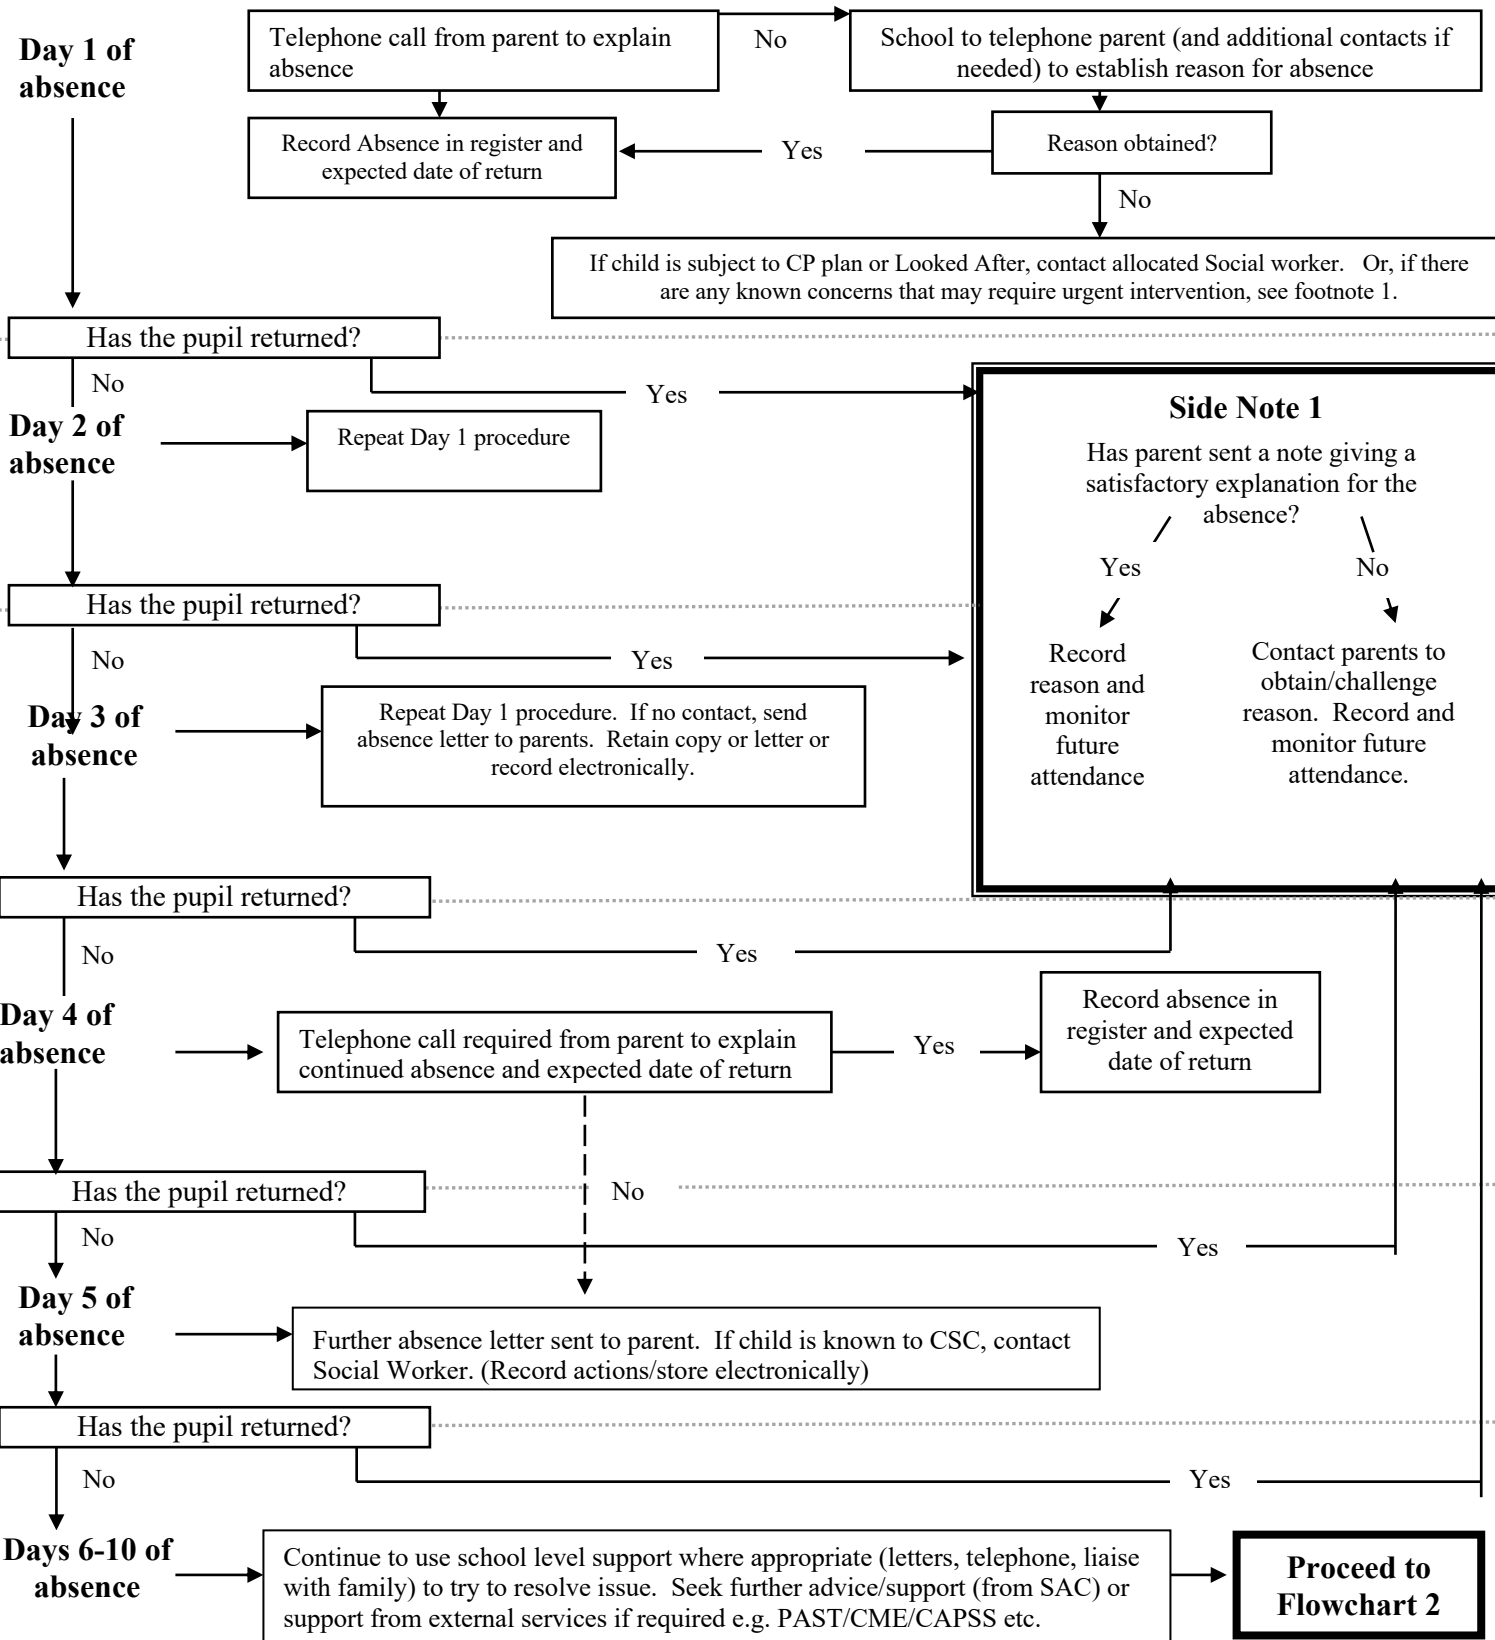 Day 1 of
absence
Telephone call from parent to explain
absence
No
School to telephone parent (and additional contacts if
needed) to establish reason for absence
Record Absence in register and
expected date of return
Yes
Reason obtained?
No
If child is subject to CP plan or Looked After, contact allocated Social worker.   Or, if there
are any known concerns that may require urgent intervention, see footnote 1.
Has the pupil returned?
No
Yes
Day 2 of
absence
Repeat Day 1 procedure
Side Note 1
Has parent sent a note giving a
satisfactory explanation for the
absence?
Yes
No
Record
reason and
monitor
future
attendance
Contact parents to
obtain/challenge
reason.  Record and
monitor future
attendance.
Has the pupil returned?
No
Yes
Day 3 of
absence
Repeat Day 1 procedure.  If no contact, send
absence letter to parents.  Retain copy or letter or
record electronically.
Has the pupil returned?
No
Yes
Day 4 of
absence
Telephone call required from parent to explain
continued absence and expected date of return
Yes
Record absence in
register and expected
date of return
Has the pupil returned?
No
No
Yes
Day 5 of
absence
Further absence letter sent to parent.  If child is known to CSC, contact
Social Worker. (Record actions/store electronically)
Has the pupil returned?
No
Yes
Days 6-10 of
absence
Continue to use school level support where appropriate (letters, telephone, liaise
with family) to try to resolve issue.  Seek further advice/support (from SAC) or
support from external services if required e.g. PAST/CME/CAPSS etc.
Proceed to
Flowchart 2